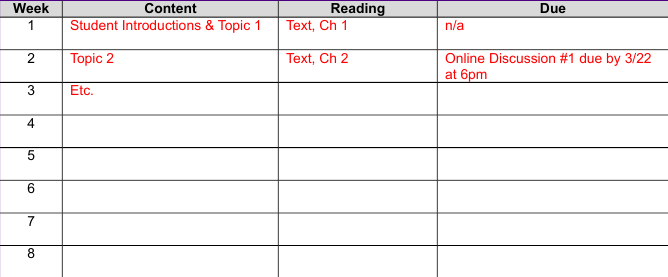 Week Content Reading Due
1 Student Introductions & Topic 1 Text, Ch 1 n/a
2 Topic 2 Text, Ch 2 Online Discussion #1 due by 3/22
at 6pm
3 Etc.
4
5
6
7
8